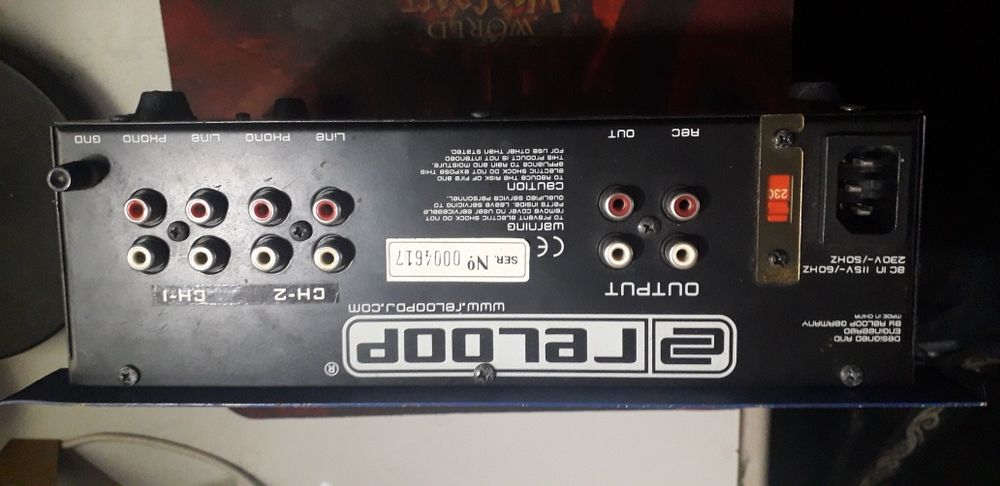 reloop®
www.reloopdj.com
DESIGNED AND
ENGINEERED
BY RELOOP GERMANY
MADE IN CHINA
AC IN 115V~/60HZ
230V~/50HZ
230
OUTPUT
REC
OUT
SER. Nº 0004617
CE
warning
TO PREVENT ELECTRIC SHOCK DO NOT
REMOVE COVER NO USER SERVICEABLE
PARTS INSIDE. LEAVE SERVICING TO
QUALIFIED SERVICE PERSONNEL.
caution
TO REDUCE THE RISK OF FIRE AND
ELECTRIC SHOCK DO NOT EXPOSE THIS
APPLIANCE TO RAIN AND MOISTURE.
THIS PRODUCT IS NOT INTENDED
FOR USE OTHER THAN STATED.
CH-2
CH-1
Line
PHONO
Line
PHONO
GND
WORLD